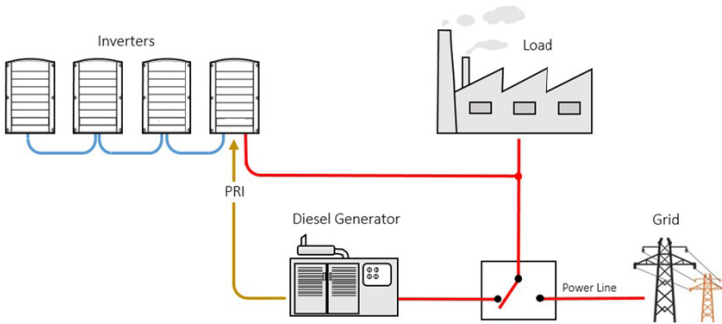 Inverters
Load
PRI
Diesel Generator
Grid
Power Line